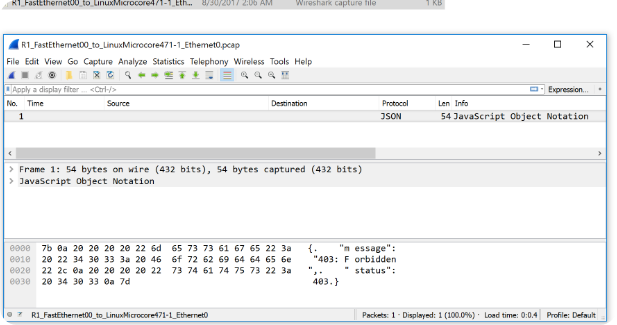 R1_FastEthernet00_to_LinuxMicrocore471-1_Eth... 8/30/2017 2:06 AM Wireshark capture file 1 KB
R1_FastEthernet00_to_LinuxMicrocore471-1_Ethernet0.pcap
File Edit View Go Capture Analyze Statistics Telephony Wireless Tools Help
Apply a display filter ... <Ctrl-/> Expression... +
No. Time Source Destination Protocol Len Info
1 JSON 54 JavaScript Object Notation
> Frame 1: 54 bytes on wire (432 bits), 54 bytes captured (432 bits)
> JavaScript Object Notation
0000 7b 0a 20 20 20 20 22 6d 65 73 73 61 67 65 22 3a {. "m essage":
0010 20 22 34 30 33 3a 20 46 6f 72 62 69 64 64 65 6e "403: F orbidden
0020 22 2c 0a 20 20 20 20 22 73 74 61 74 75 73 22 3a ",. " status":
0030 20 34 30 33 0a 7d 403.}
R1_FastEthernet00_to_LinuxMicrocore471-1_Ethernet0 Packets: 1 · Displayed: 1 (100.0%) · Load time: 0:0.4 Profile: Default